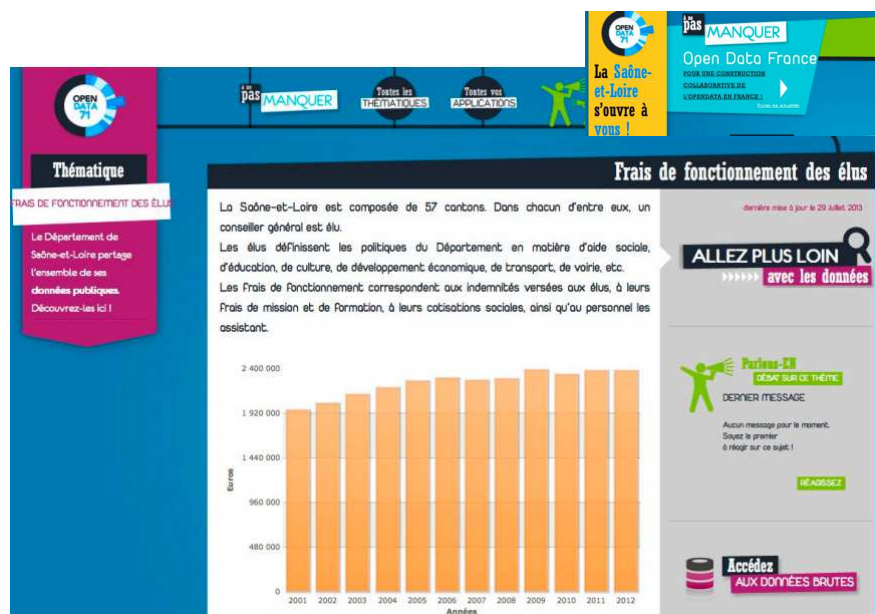 OPEN
DATA
71
La Saône-
et-Loire
s'ouvre à
vous !
à ne
pas MANQUER
Open Data France
POUR UNE CONSTRUCTION
COLLABORATIVE DE
L'OPENDATA EN FRANCE !
Toutes les actualités
OPEN
DATA
71
à ne
pas MANQUER
Toutes les
THÉMATIQUES
Toutes vos
APPLICATIONS
Thématique
FRAIS DE FONCTIONNEMENT DES ÉLUS
Le Département de
Saône-et-Loire partage
l'ensemble de ses
données publiques.
Découvrez-les ici !
Frais de fonctionnement des élus
La Saône-et-Loire est composée de 57 cantons. Dans chacun d'entre eux, un
conseiller général est élu.
Les élus définissent les politiques du Département en matière d'aide sociale,
d'éducation, de culture, de développement économique, de transport, de voirie, etc.
Les frais de fonctionnement correspondent aux indemnités versées aux élus, à leurs
frais de mission et de formation, à leurs cotisations sociales, ainsi qu'au personnel les
assistant.
2 400 000
1 920 000
1 440 000
960 000
480 000
0
Euros
2001 2002 2003 2004 2005 2006 2007 2008 2009 2010 2011 2012
Années
dernière mise à jour le 29 Juillet 2013
ALLEZ PLUS LOIN
avec les données
Parlons-EN
DÉBAT SUR CE THÈME
DERNIER MESSAGE
Aucun message pour le moment.
Soyez le premier
à réagir sur ce sujet !
RÉAGISSEZ
Accédez
AUX DONNÉES BRUTES